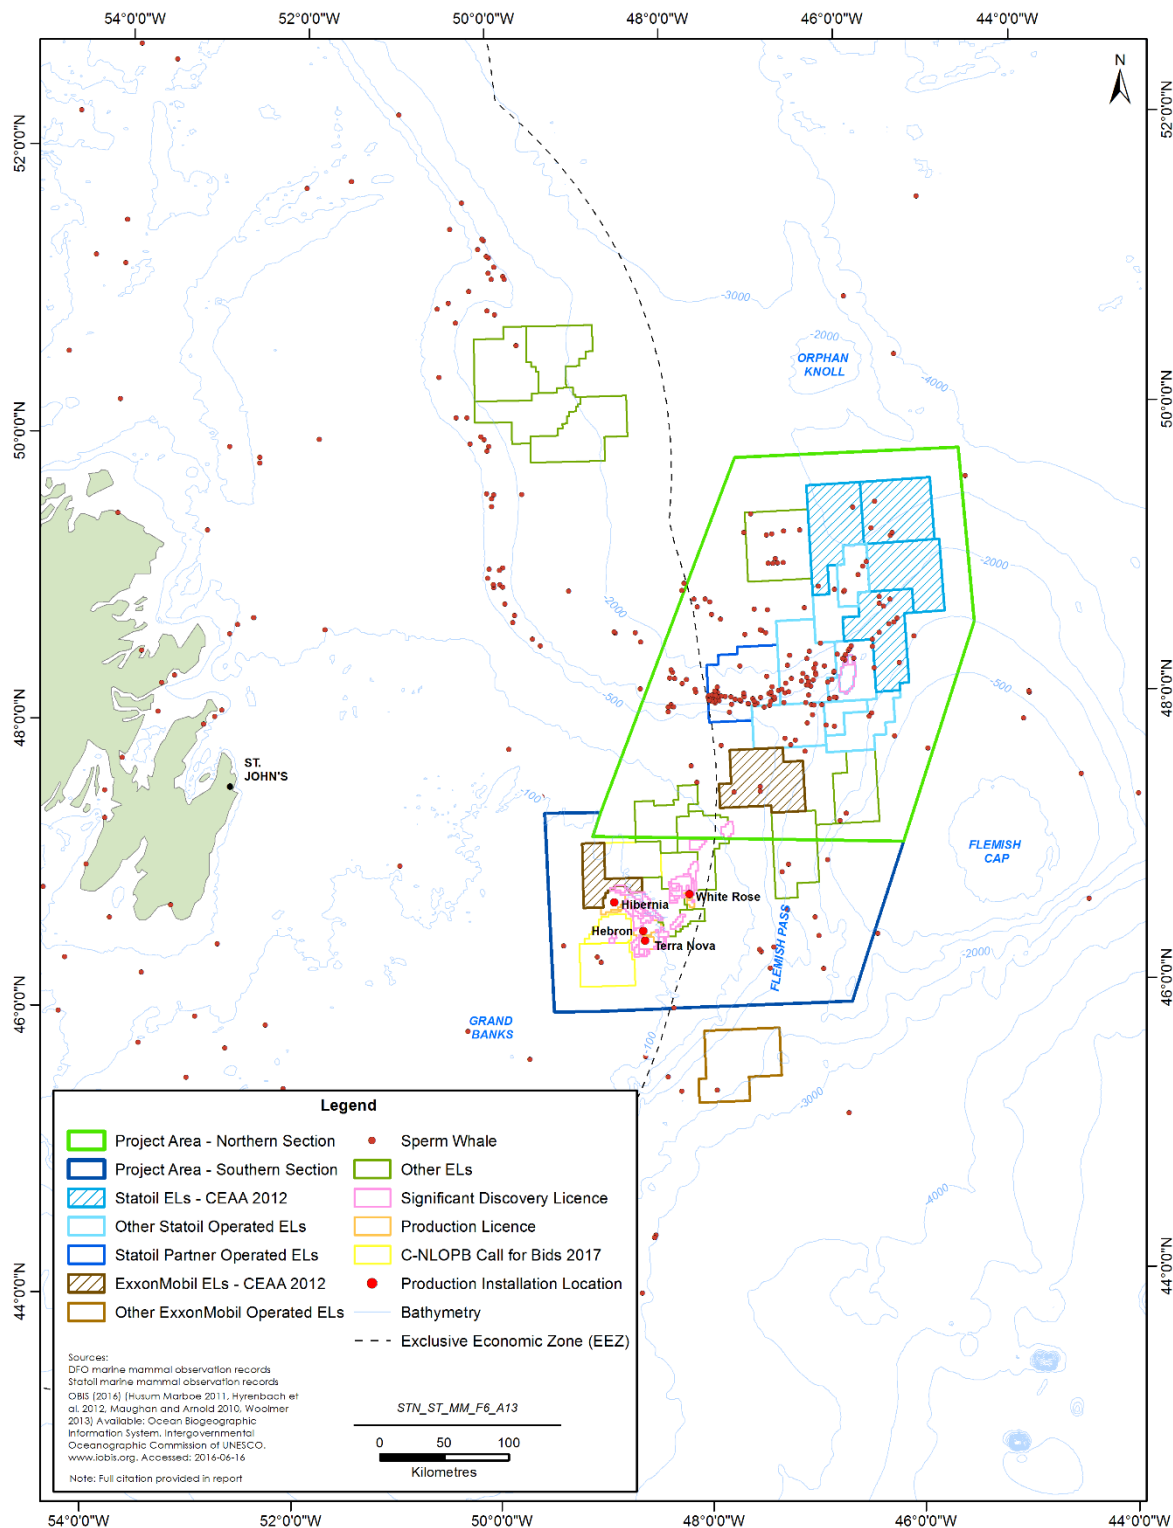 54°0'0"W
52°0'0"W
50°0'0"W
48°0'0"W
46°0'0"W
44°0'0"W
N
52°0'0"N
52°0'0"N
-3000
-2000
ORPHAN
KNOLL
-4000
50°0'0"N
50°0'0"N
-2000
-2000
-500
-500
48°0'0"N
48°0'0"N
ST.
JOHN'S
-100
FLEMISH
CAP
White Rose
Hibernia
Hebron
Terra Nova
FLEMISH PASS
-2000
46°0'0"N
46°0'0"N
GRAND
BANKS
-100
-3000
-4000
44°0'0"N
44°0'0"N
Legend
Project Area - Northern Section
Project Area - Southern Section
Statoil ELs - CEAA 2012
Other Statoil Operated ELs
Statoil Partner Operated ELs
ExxonMobil ELs - CEAA 2012
Other ExxonMobil Operated ELs
Sperm Whale
Other ELs
Significant Discovery Licence
Production Licence
C-NLOPB Call for Bids 2017
Production Installation Location
Bathymetry
Exclusive Economic Zone (EEZ)
Sources:
DFO marine mammal observation records
Statoil marine mammal observation records
OBIS (2016) (Husum Marboe 2011, Hyrenbach et
al. 2012, Maughan and Arnold 2010, Woolmer
2013) Available: Ocean Biogeographic
Information System. Intergovernmental
Oceanographic Commission of UNESCO.
www.iobis.org. Accessed: 2016-06-16
Note: Full citation provided in report
STN_ST_MM_F6_A13
0 50 100
Kilometres
54°0'0"W
52°0'0"W
50°0'0"W
48°0'0"W
46°0'0"W
44°0'0"W